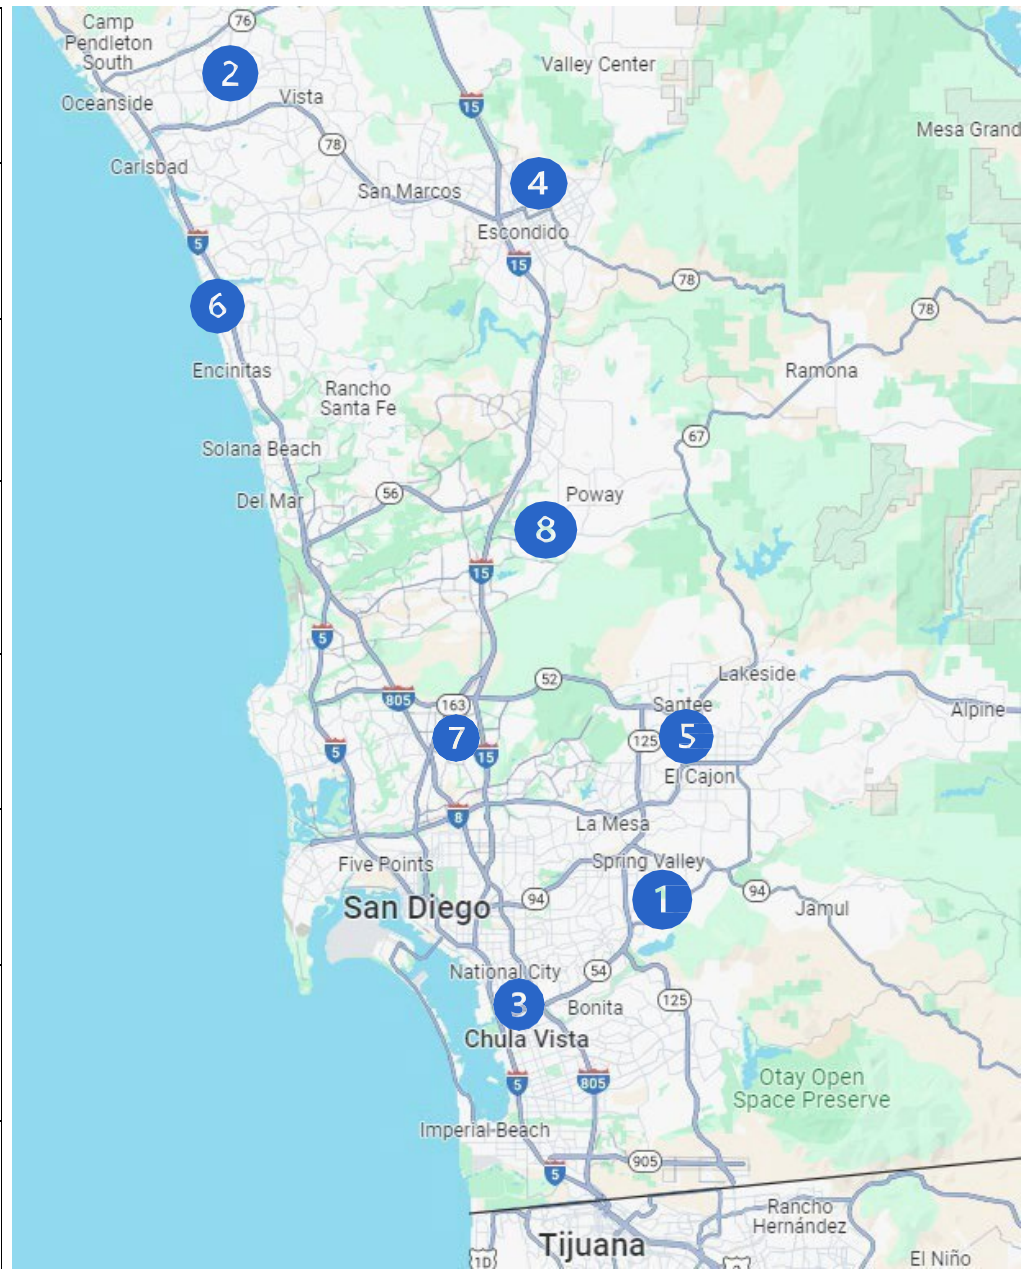 Camp
Pendleton
South
76
2
Valley Center
Oceanside
Vista
15
Mesa Grand
78
Carlsbad
San Marcos
4
Escondido
5
15
78
6
78
Encinitas
Ramona
Rancho
Santa Fe
67
Solana Beach
56
Poway
Del Mar
8
15
5
Lakeside
52
805
163
Santee
Alpine
7
125
5
5
15
El Cajon
8
La Mesa
Five Points
Spring Valley
94
1
94
San Diego
Jamul
National City
54
3
Bonita
125
Chula Vista
5
805
Otay Open
Space Preserve
Imperial Beach
905
5
Rancho
Hernández
Tijuana
1D
El Niño